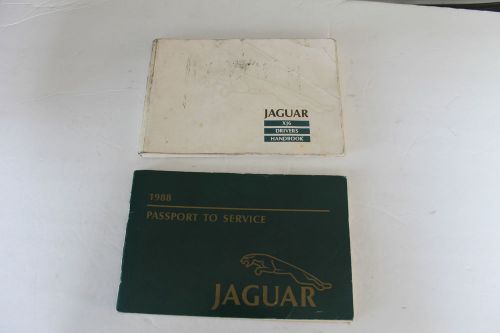 JAGUAR
XJ6
DRIVERS
HANDBOOK
1988
PASSPORT TO SERVICE
JAGUAR